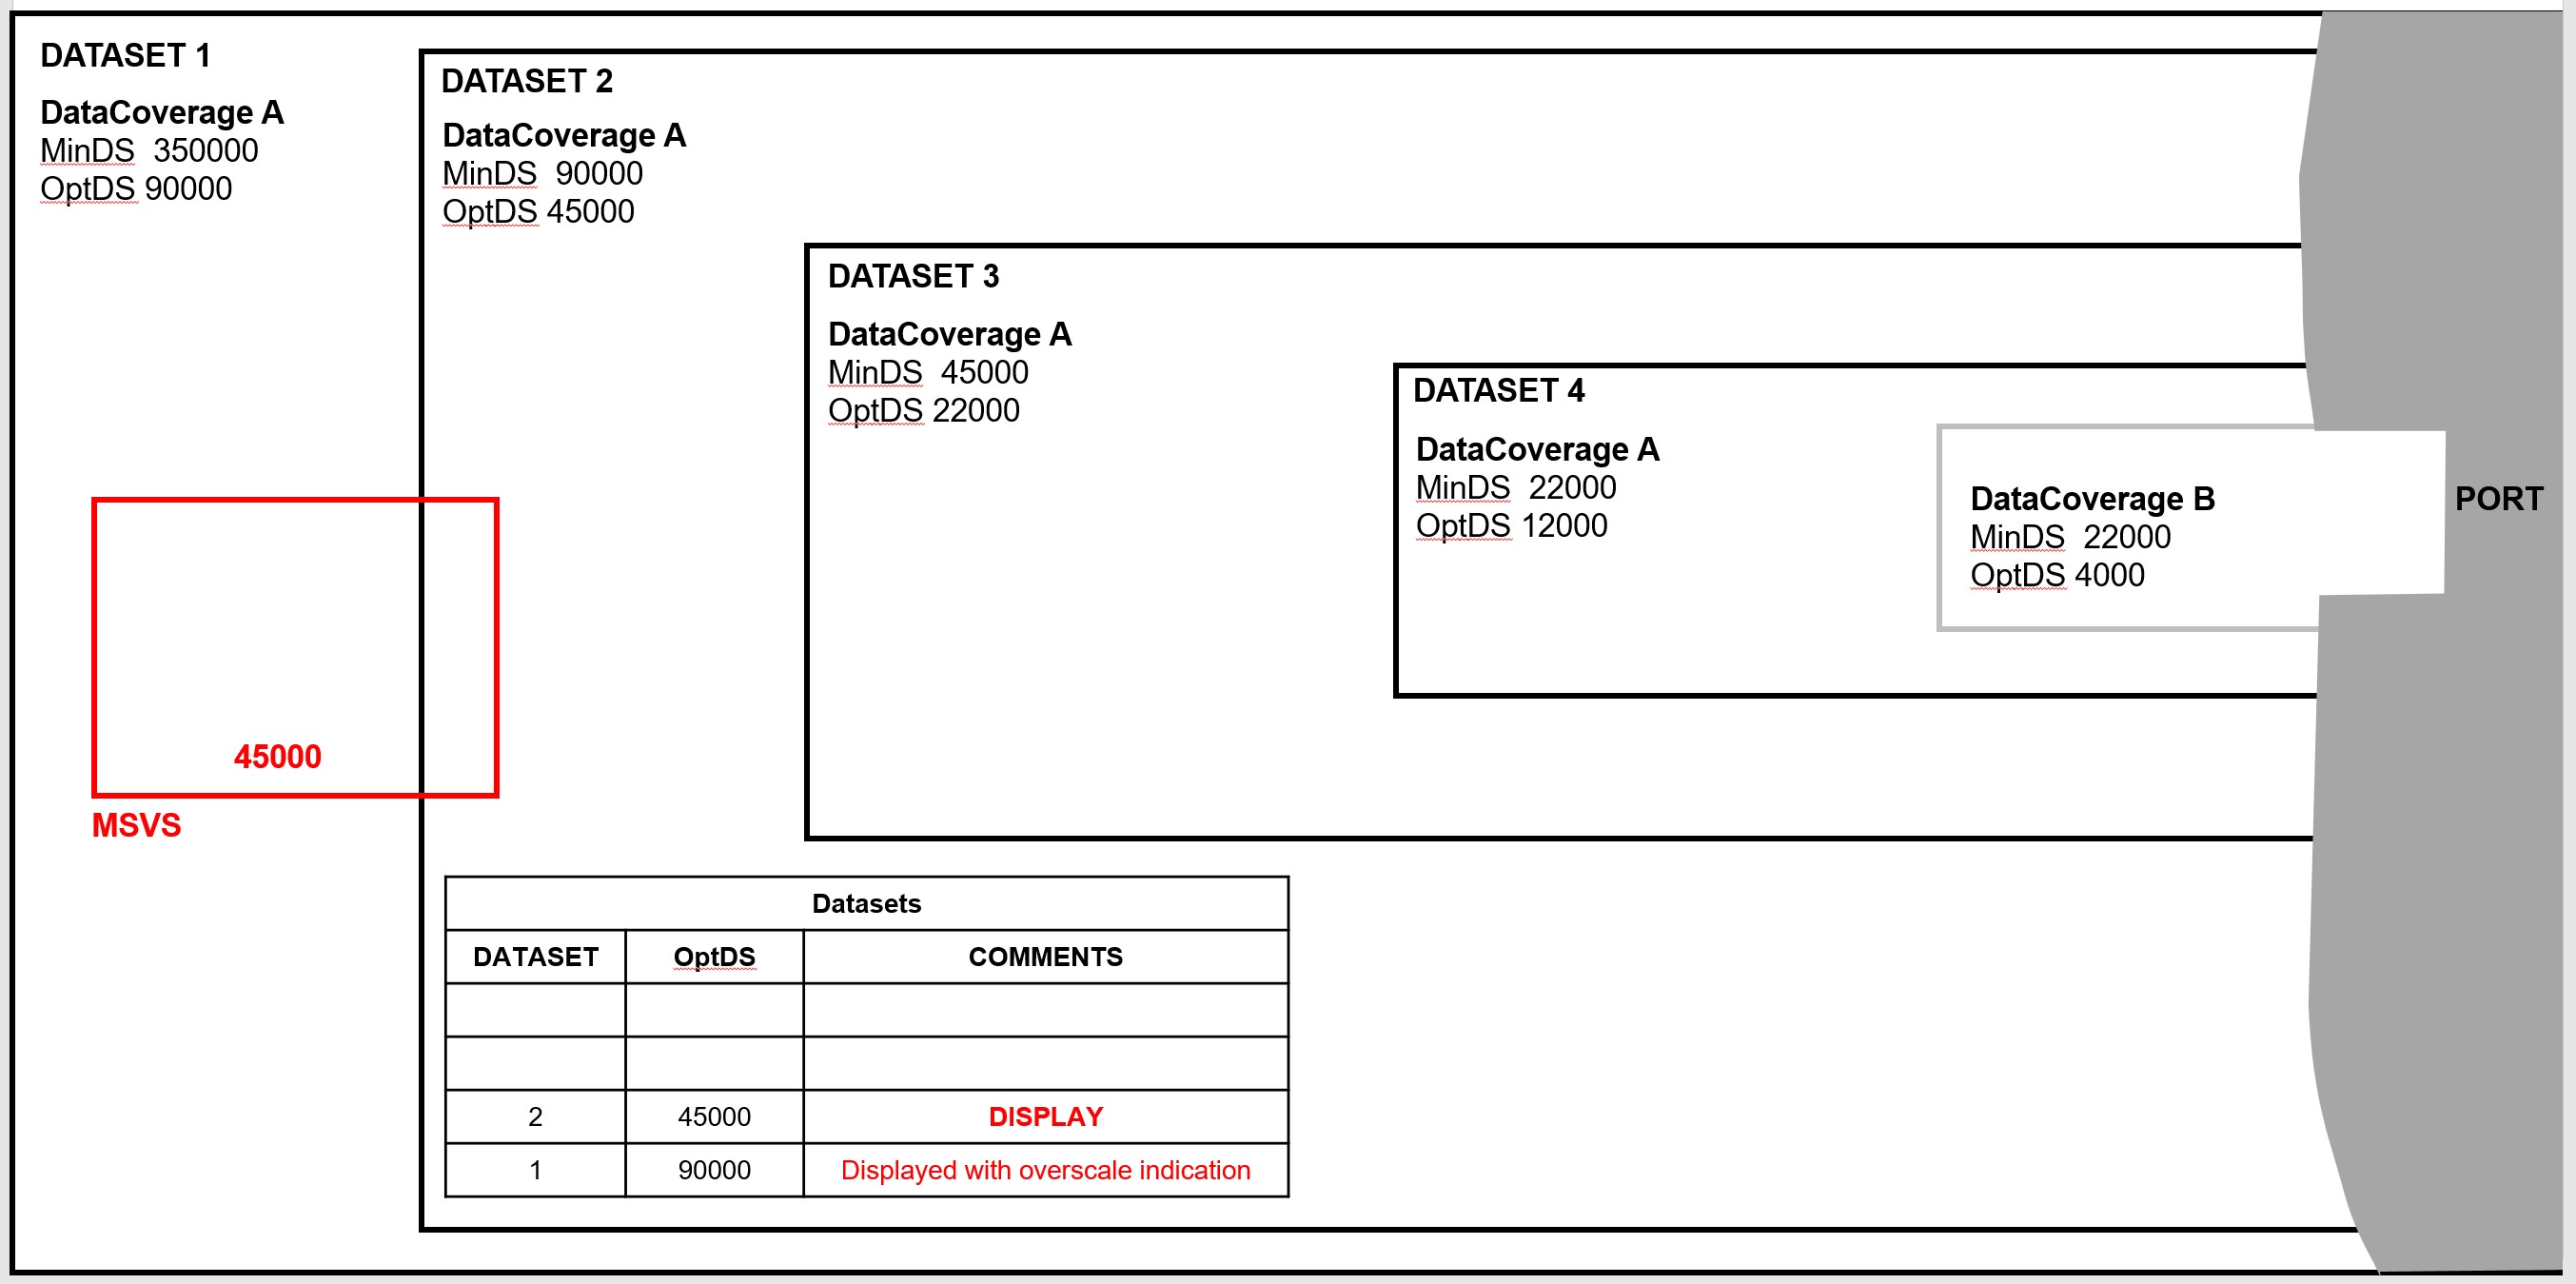 DATASET 1
DataCoverage A
MinDS 350000
OptDS 90000
DATASET 2
DataCoverage A
MinDS 90000
OptDS 45000
DATASET 3
DataCoverage A
MinDS 45000
OptDS 22000
DATASET 4
DataCoverage A
MinDS 22000
OptDS 12000
DataCoverage B
MinDS 22000
OptDS 4000
PORT
45000
MSVS
Datasets
DATASET OptDS COMMENTS
2 45000 DISPLAY
1 90000 Displayed with overscale indication